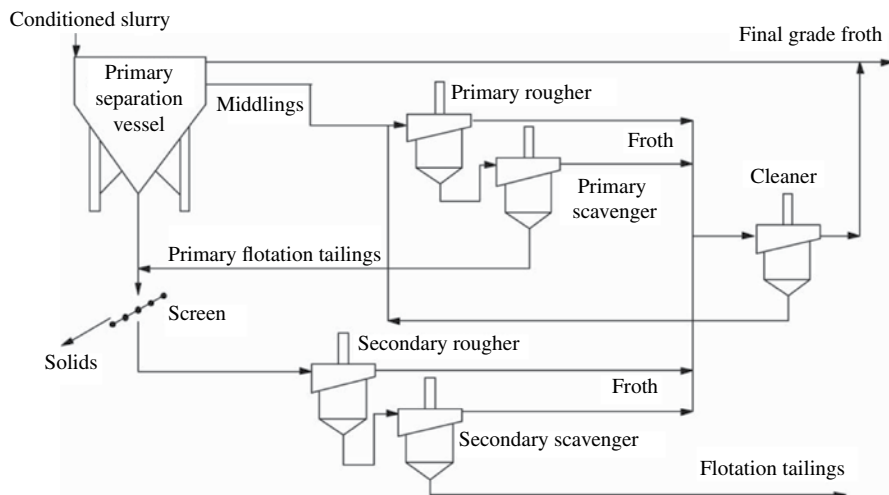 Conditioned slurry
Final grade froth
Primary
separation
vessel
Middlings
Primary rougher
Froth
Primary
scavenger
Cleaner
Primary flotation tailings
Screen
Solids
Secondary rougher
Froth
Secondary scavenger
Flotation tailings